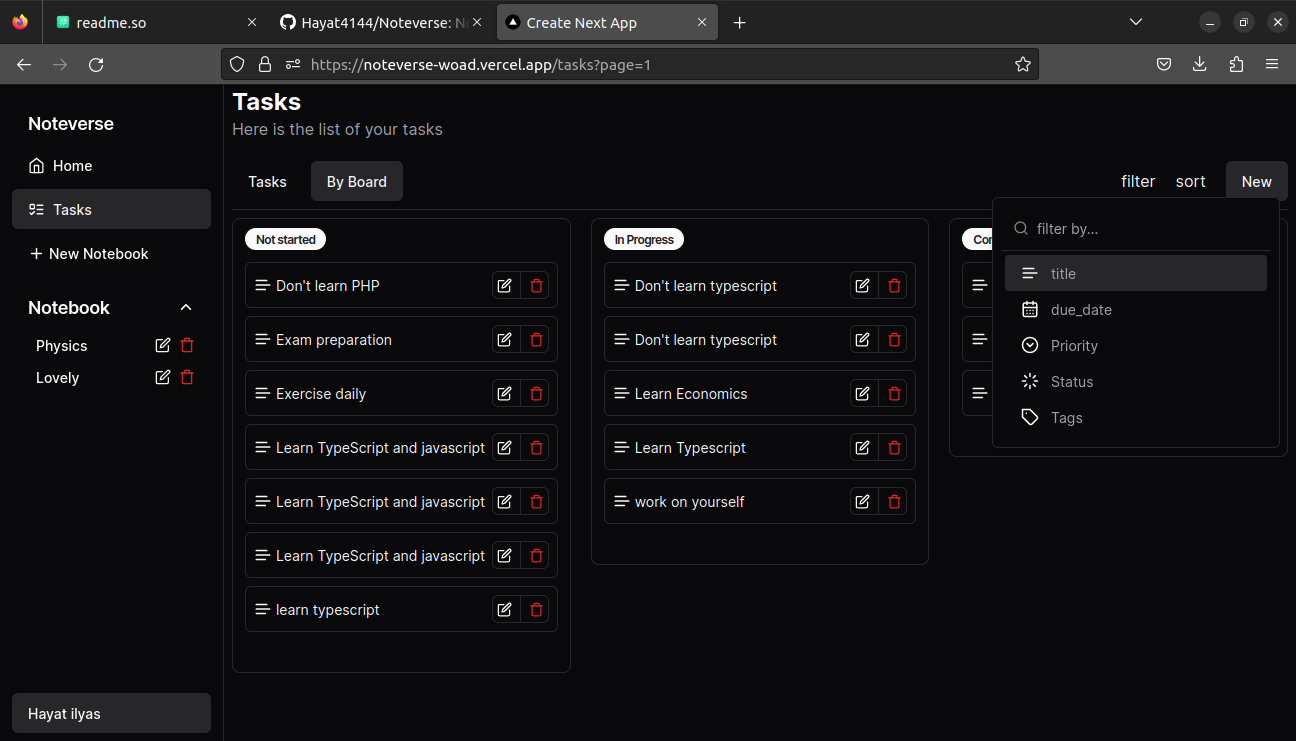 readme.so
Hayat4144/Noteverse:
Create Next App
https://noteverse-woad.vercel.app/tasks?page=1
Noteverse
Home
Tasks
New Notebook
Notebook
Physics
Lovely
Hayat ilyas
Tasks
Here is the list of your tasks
Tasks
By Board
filter
sort
New
Not started
Don't learn PHP
Exam preparation
Exercise daily
Learn TypeScript and javascript
Learn TypeScript and javascript
Learn TypeScript and javascript
learn typescript
In Progress
Don't learn typescript
Don't learn typescript
Learn Economics
Learn Typescript
work on yourself
filter by...
title
due_date
Priority
Status
Tags